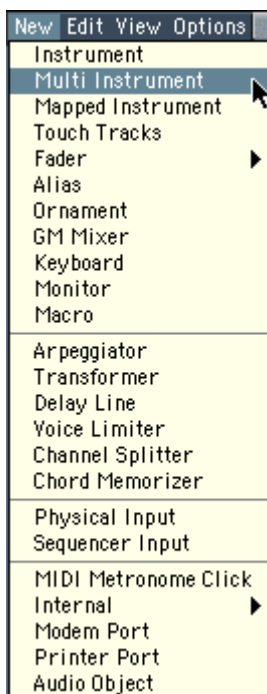 New Edit View Options
Instrument
Multi Instrument
Mapped Instrument
Touch Tracks
Fader
Alias
Ornament
GM Mixer
Keyboard
Monitor
Macro
Arpeggiator
Transformer
Delay Line
Voice Limiter
Channel Splitter
Chord Memorizer
Physical Input
Sequencer Input
MIDI Metronome Click
Internal
Modem Port
Printer Port
Audio Object